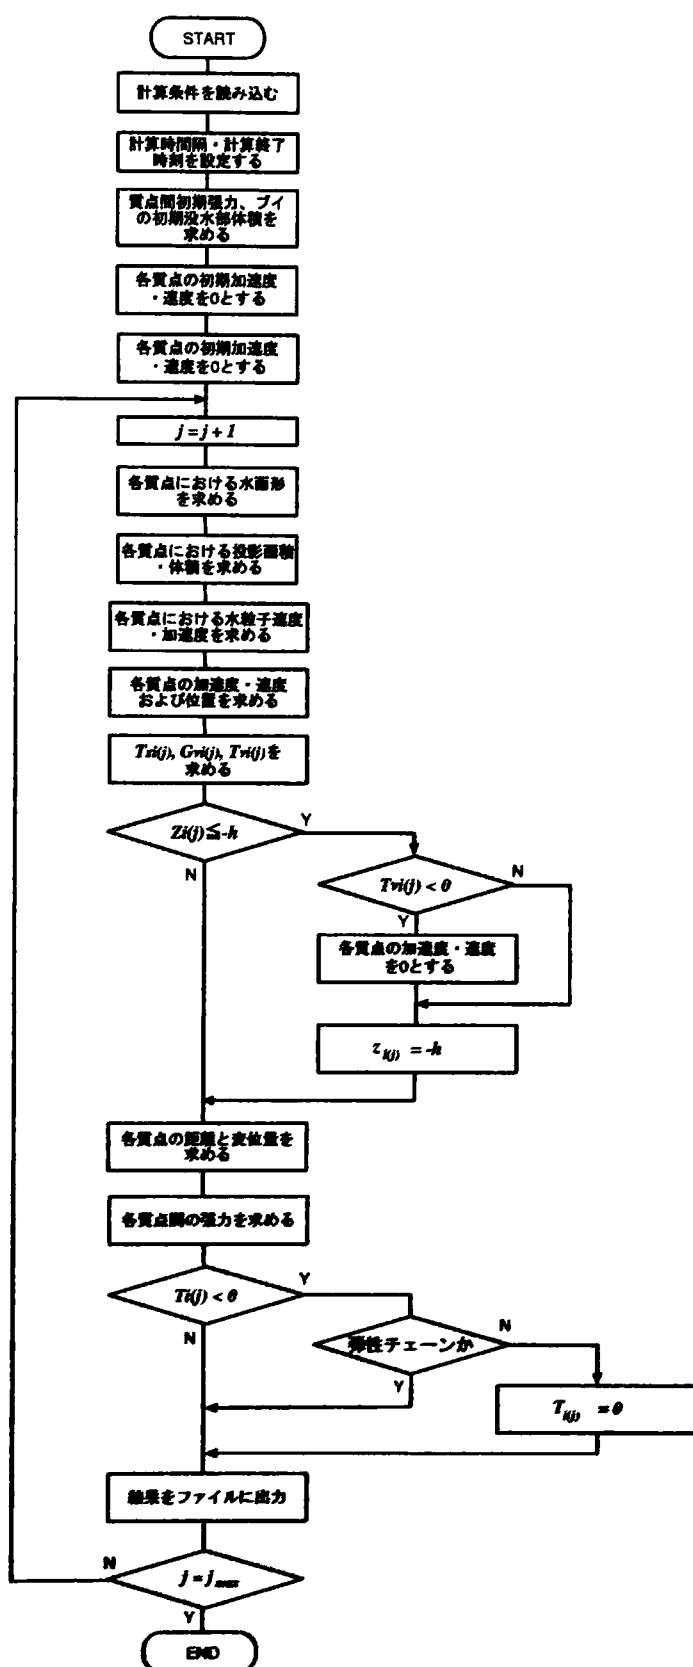 START
計算条件を読み込む
計算時間隔・計算終了
時刻を設定する
質点間初期張力、ブイ
の初期没水部体積を
求める
各質点の初期加速度
・速度を0とする
各質点の初期加速度
・速度を0とする
j = j + 1
各質点における水面形
を求める
各質点における投影面積
・体積を求める
各質点における水粒子速度
・加速度を求める
各質点の加速度・速度
および位置を求める
Txi(j), Gvi(j), Tvi(j)を
求める
Zi(j)≦-h
Y
N
Tvi(j) < 0
N
Y
各質点の加速度・速度
を0とする
z i(j) = -h
各質点の距離と変位量を
求める
各質点間の張力を求める
Ti(j) < 0
Y
N
弾性チェーンか
N
Y
T i(j) = 0
結果をファイルに出力
N
j = j max
Y
END